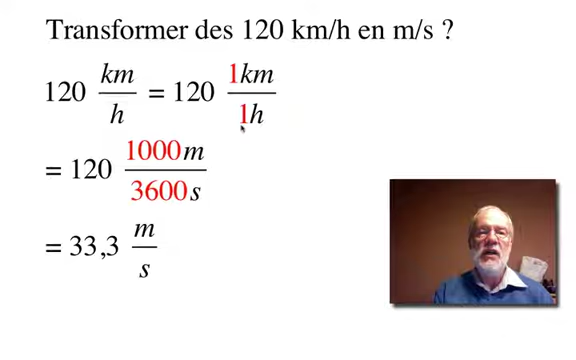 Transformer des 120 km/h en m/s ?
120 km/h = 120 1km/1h
= 120 1000m/3600s
= 33,3 m/s